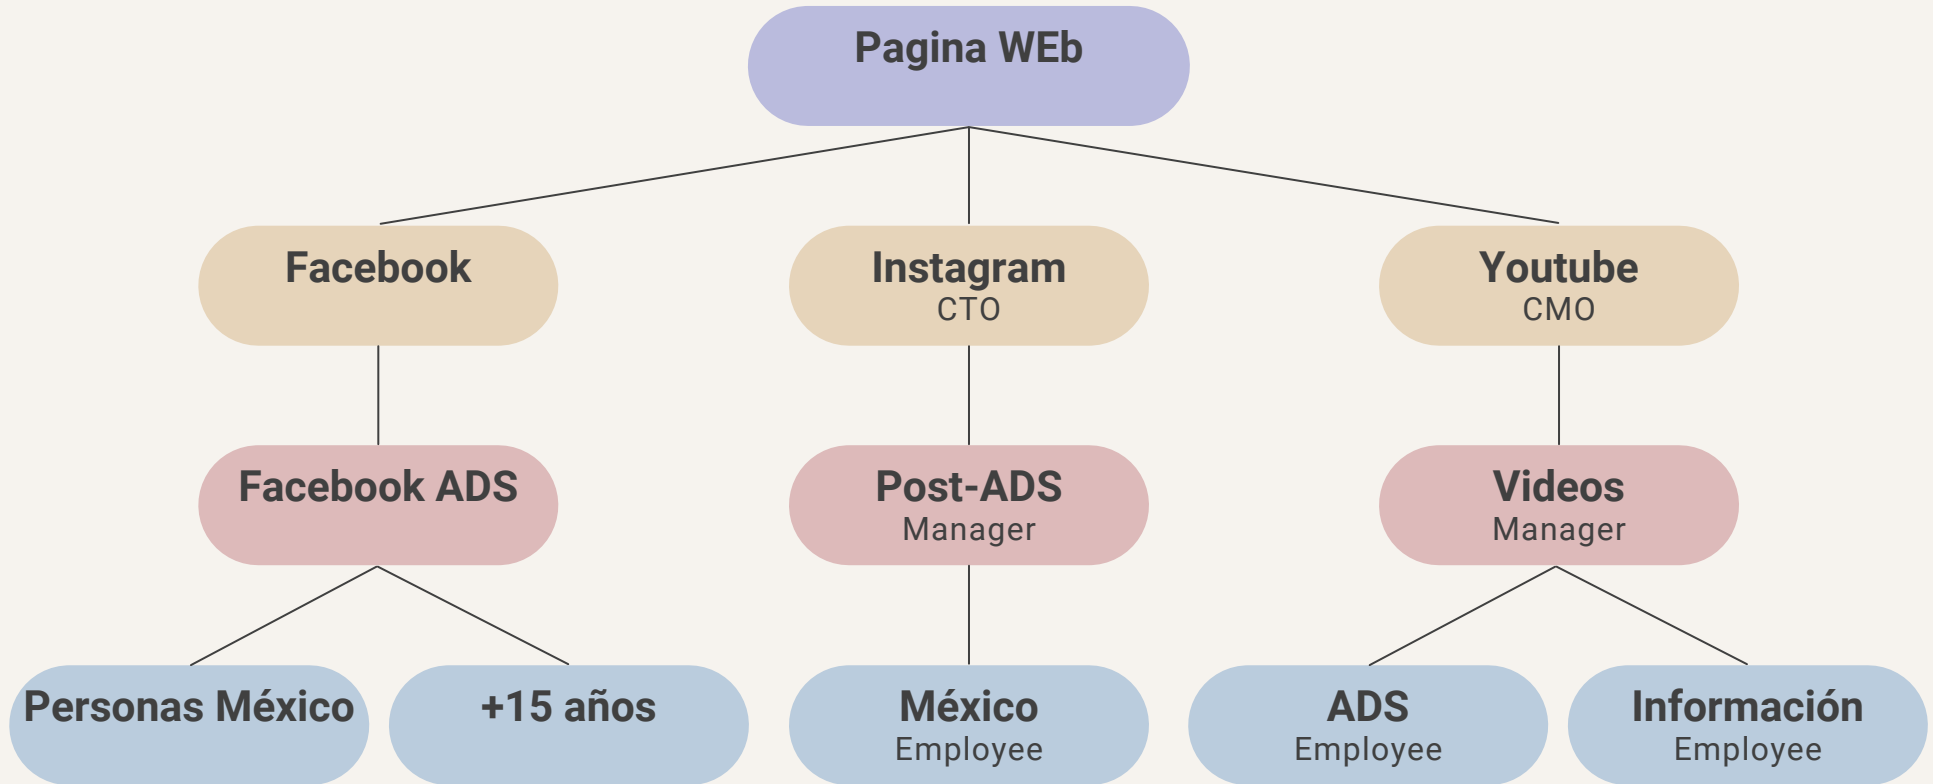 Pagina WEb
Facebook
Instagram
CTO
Youtube
CMO
Facebook ADS
Post-ADS
Manager
Videos
Manager
Personas México
+15 años
México
Employee
ADS
Employee
Información
Employee